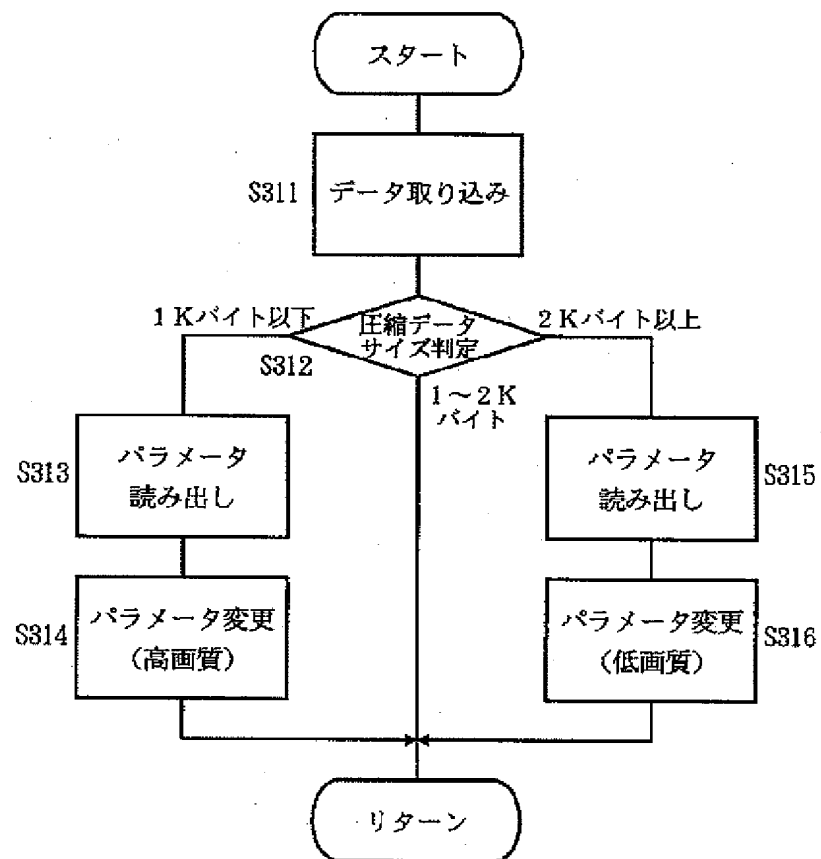 スタート
S311
データ取り込み
1Kバイト以下
圧縮データ
サイズ判定
2Kバイト以上
S312
1～2K
バイト
S313
パラメータ
読み出し
パラメータ
読み出し
S315
S314
パラメータ変更
（高画質）
パラメータ変更
（低画質）
S316
リターン